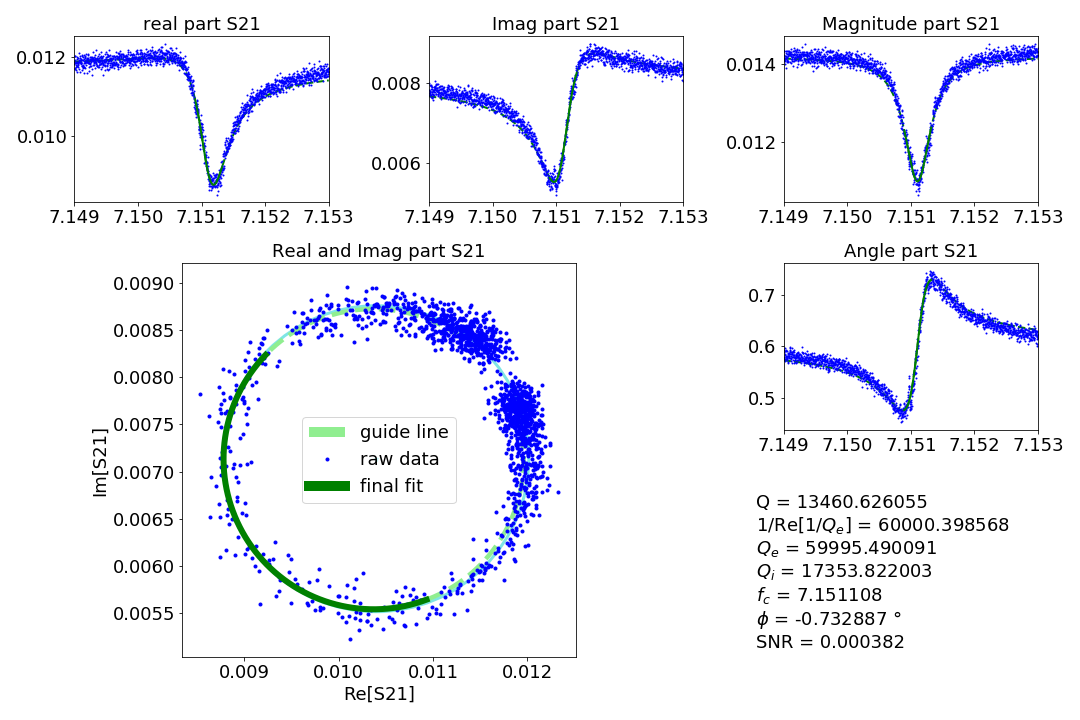 real part S21
Imag part S21
Magnitude part S21
0.012
0.010
7.149 7.150 7.151 7.152 7.153
0.008
0.006
7.149 7.150 7.151 7.152 7.153
0.014
0.012
7.149 7.150 7.151 7.152 7.153
Real and Imag part S21
0.0090
0.0085
0.0080
0.0075
0.0070
0.0065
0.0060
0.0055
Im[S21]
guide line
raw data
final fit
0.009 0.010 0.011 0.012
Re[S21]
Angle part S21
0.7
0.6
0.5
7.149 7.150 7.151 7.152 7.153
Q = 13460.626055
1/Re[1/Qe] = 60000.398568
Qe = 59995.490091
Qi = 17353.822003
fc = 7.151108
ϕ = -0.732887 °
SNR = 0.000382